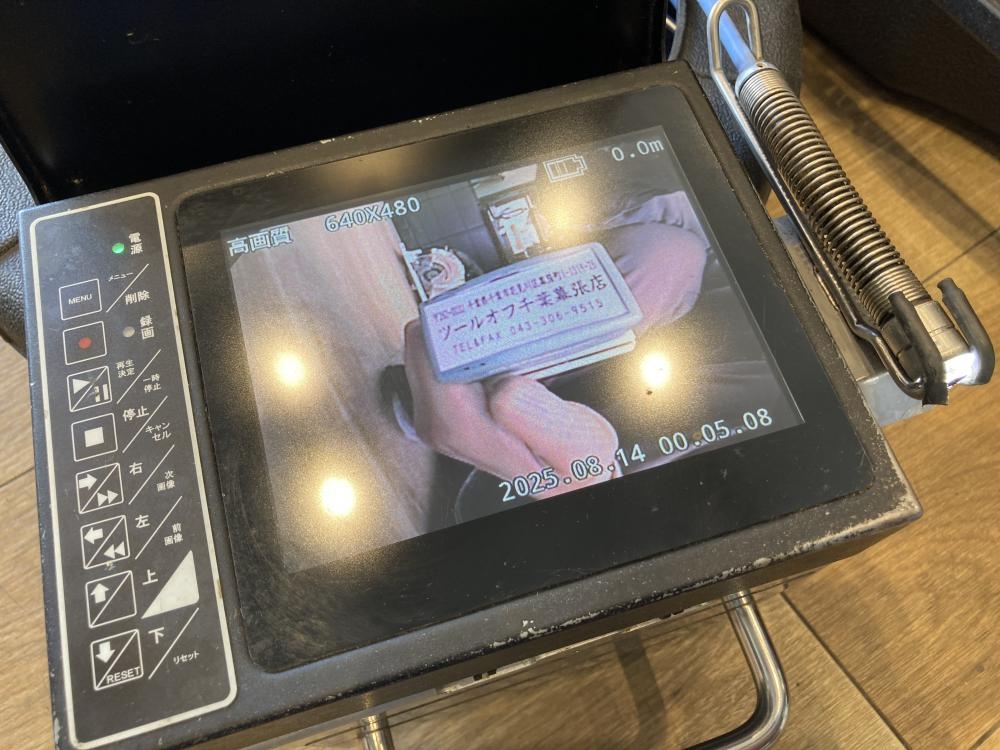 高画質
640X480
0.0m
ツールオフ千葉幕張店
TEL&FAX 043-306-9515
2025.08.14 00.05.08
電源
メニュー
MENU
削除
録画
再生
決定
一時
停止
停止
キャン
セル
右
次
画像
左
前
画像
上
下
RESET
リセット